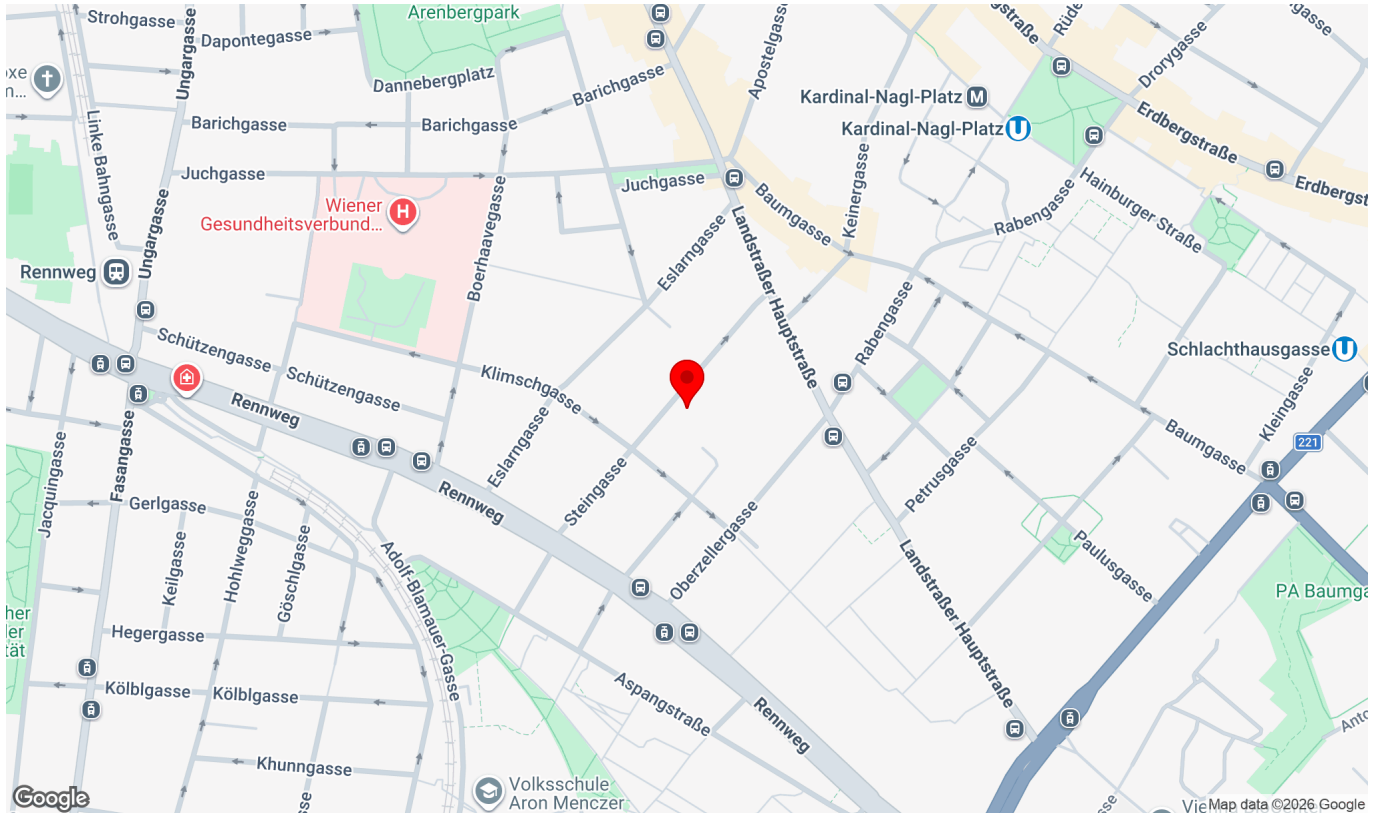 Strohgasse
Dapontegasse
Arenbergpark
Dannebergplatz
Ungargasse
Barichgasse
Apostelgasse
Drorygasse
Kardinal-Nagl-Platz
M
Kardinal-Nagl-Platz
U
Erdbergstraße
Linke Bahngasse
Barichgasse
Barichgasse
Juchgasse
Juchgasse
Wiener
Gesundheitsverbund...
H
Boerhaavegasse
Eslarngasse
Baumgasse
Keinergasse
Rabengasse
Hainburger Straße
Rennweg
Ungargasse
Landstraßer Hauptstraße
Rabengasse
Schlachthausgasse
U
Schützengasse
Schützengasse
Klimschgasse
Rennweg
Eslarngasse
Steingasse
Kleingasse
221
Baumgasse
Petrusgasse
Jacquingasse
Fasangasse
Gerlgasse
Rennweg
Oberzellergasse
Keilgasse
Hohlweggasse
Göschlgasse
Adolf-Blamauer-Gasse
Landstraßer Hauptstraße
Paulusgasse
PA Baumga
Hegergasse
Kölblgasse
Kölblgasse
Aspangstraße
Rennweg
Khunngasse
Volksschule
Aron Menczer
Google
Map data ©2026 Google